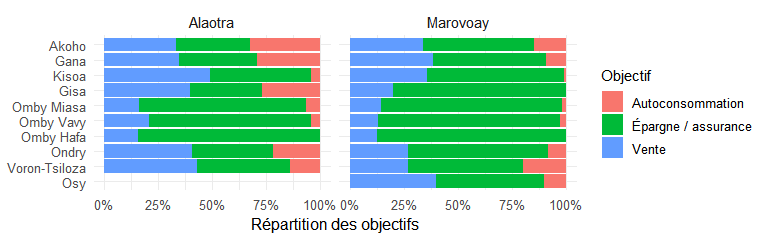 Alaotra
Marovoay
Akoho
Gana
Kisoa
Gisa
Omby Miasa
Omby Vavy
Omby Hafa
Ondry
Voron-Tsiloza
Osy
0% 25% 50% 75% 100%
0% 25% 50% 75% 100%
Répartition des objectifs
Objectif
Autoconsommation
Épargne / assurance
Vente